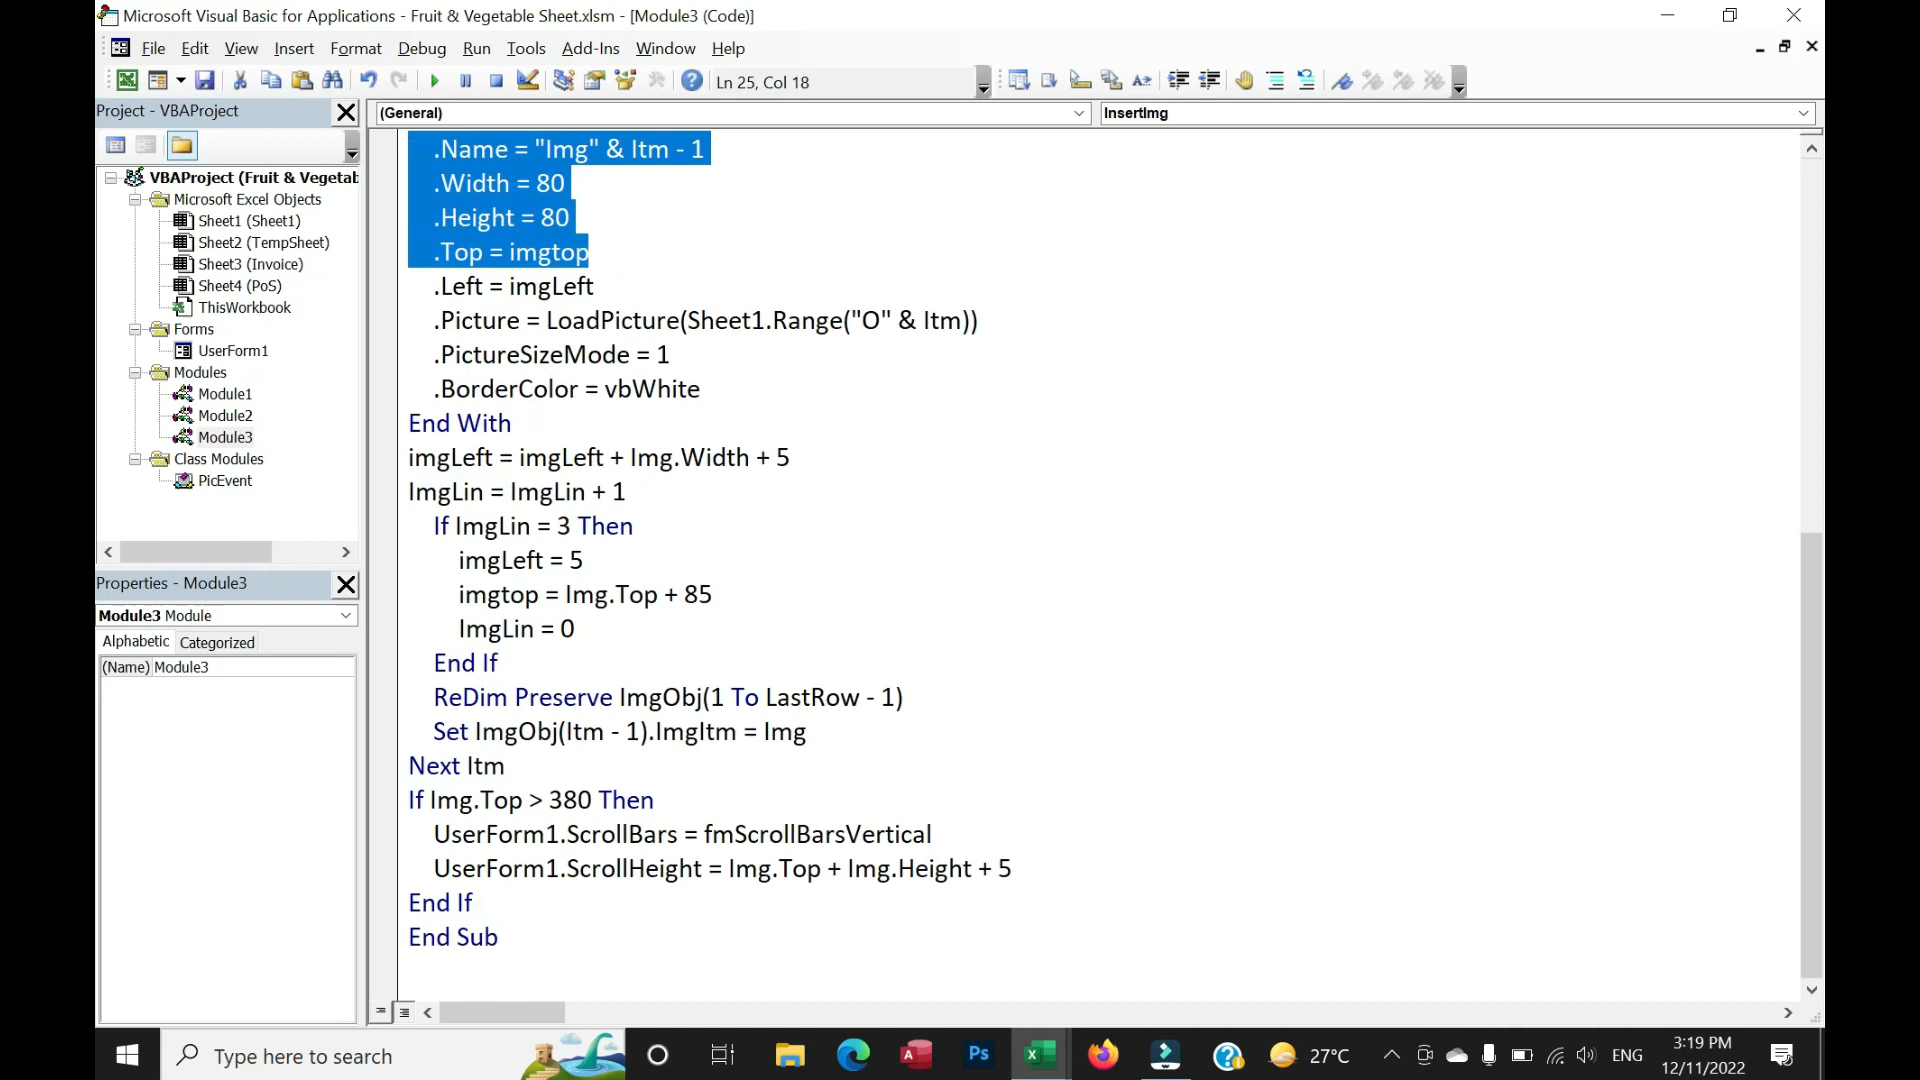 Microsoft Visual Basic for Applications - Fruit & Vegetable Sheet.xlsm - [Module3 (Code)]
File Edit View Insert Format Debug Run Tools Add-Ins Window Help
Ln 25, Col 18
Project - VBAProject
(General)
InsertImg
VBAProject (Fruit & Vegetab
Microsoft Excel Objects
Sheet1 (Sheet1)
Sheet2 (TempSheet)
Sheet3 (Invoice)
Sheet4 (PoS)
ThisWorkbook
Forms
UserForm1
Modules
Module1
Module2
Module3
Class Modules
PicEvent
Properties - Module3
Module3 Module
Alphabetic Categorized
(Name) Module3
.Name = "Img" & Itm - 1
.Width = 80
.Height = 80
.Top = imgtop
.Left = imgLeft
.Picture = LoadPicture(Sheet1.Range("O" & Itm))
.PictureSizeMode = 1
.BorderColor = vbWhite
End With
imgLeft = imgLeft + Img.Width + 5
ImgLin = ImgLin + 1
If ImgLin = 3 Then
imgLeft = 5
imgtop = Img.Top + 85
ImgLin = 0
End If
ReDim Preserve ImgObj(1 To LastRow - 1)
Set ImgObj(Itm - 1).ImgItm = Img
Next Itm
If Img.Top > 380 Then
UserForm1.ScrollBars = fmScrollBarsVertical
UserForm1.ScrollHeight = Img.Top + Img.Height + 5
End If
End Sub
Type here to search
Ps
27°C
ENG
3:19 PM
12/11/2022